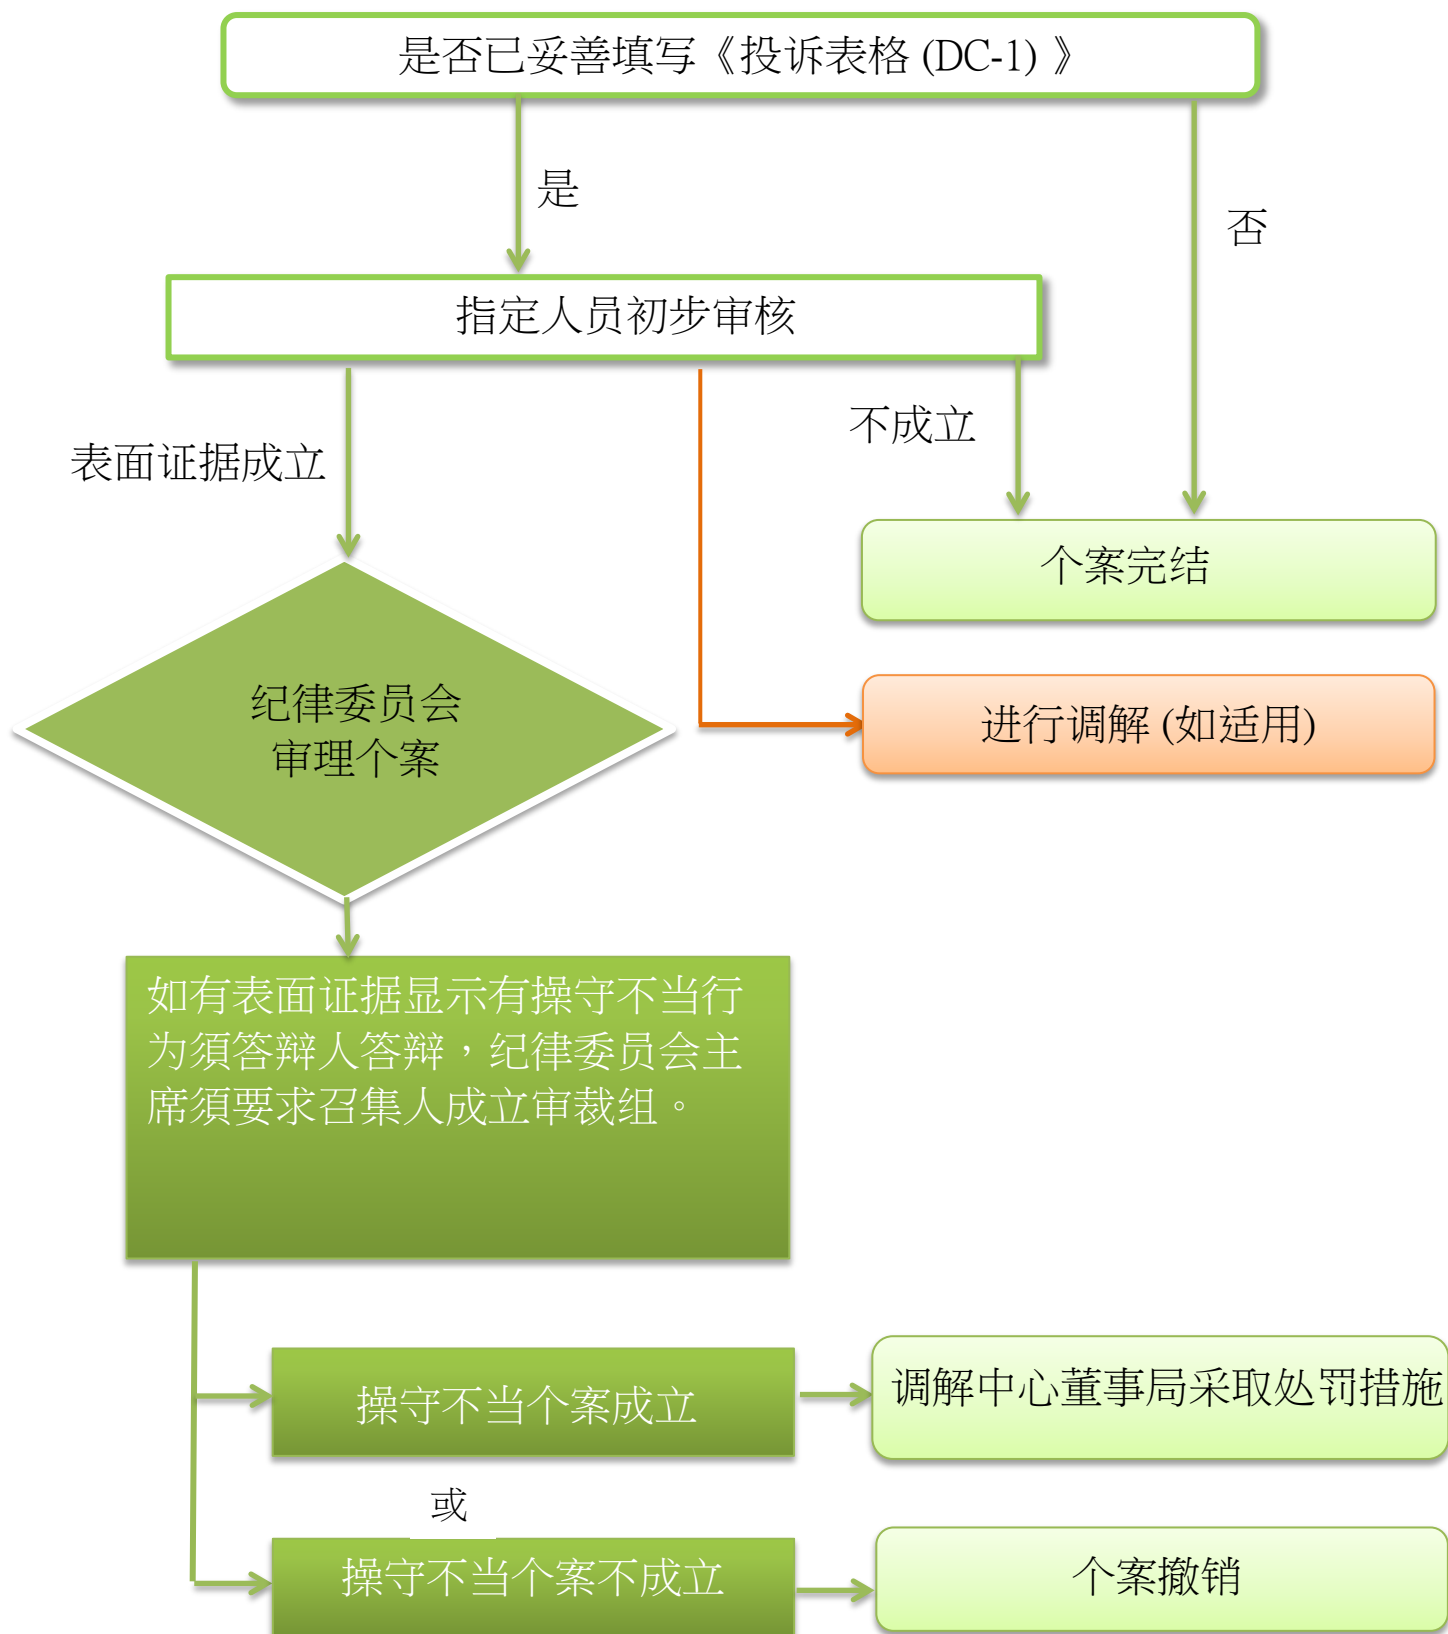 是否已妥善填写《投诉表格 (DC-1) 》
是
否
指定人员初步审核
不成立
表面证据成立
个案完结
纪律委员会
审理个案
进行调解 (如适用)
如有表面证据显示有操守不当行
为須答辩人答辩，纪律委员会主
席須要求召集人成立审裁组。
操守不当个案成立
调解中心董事局采取处罚措施
或
操守不当个案不成立
个案撤销